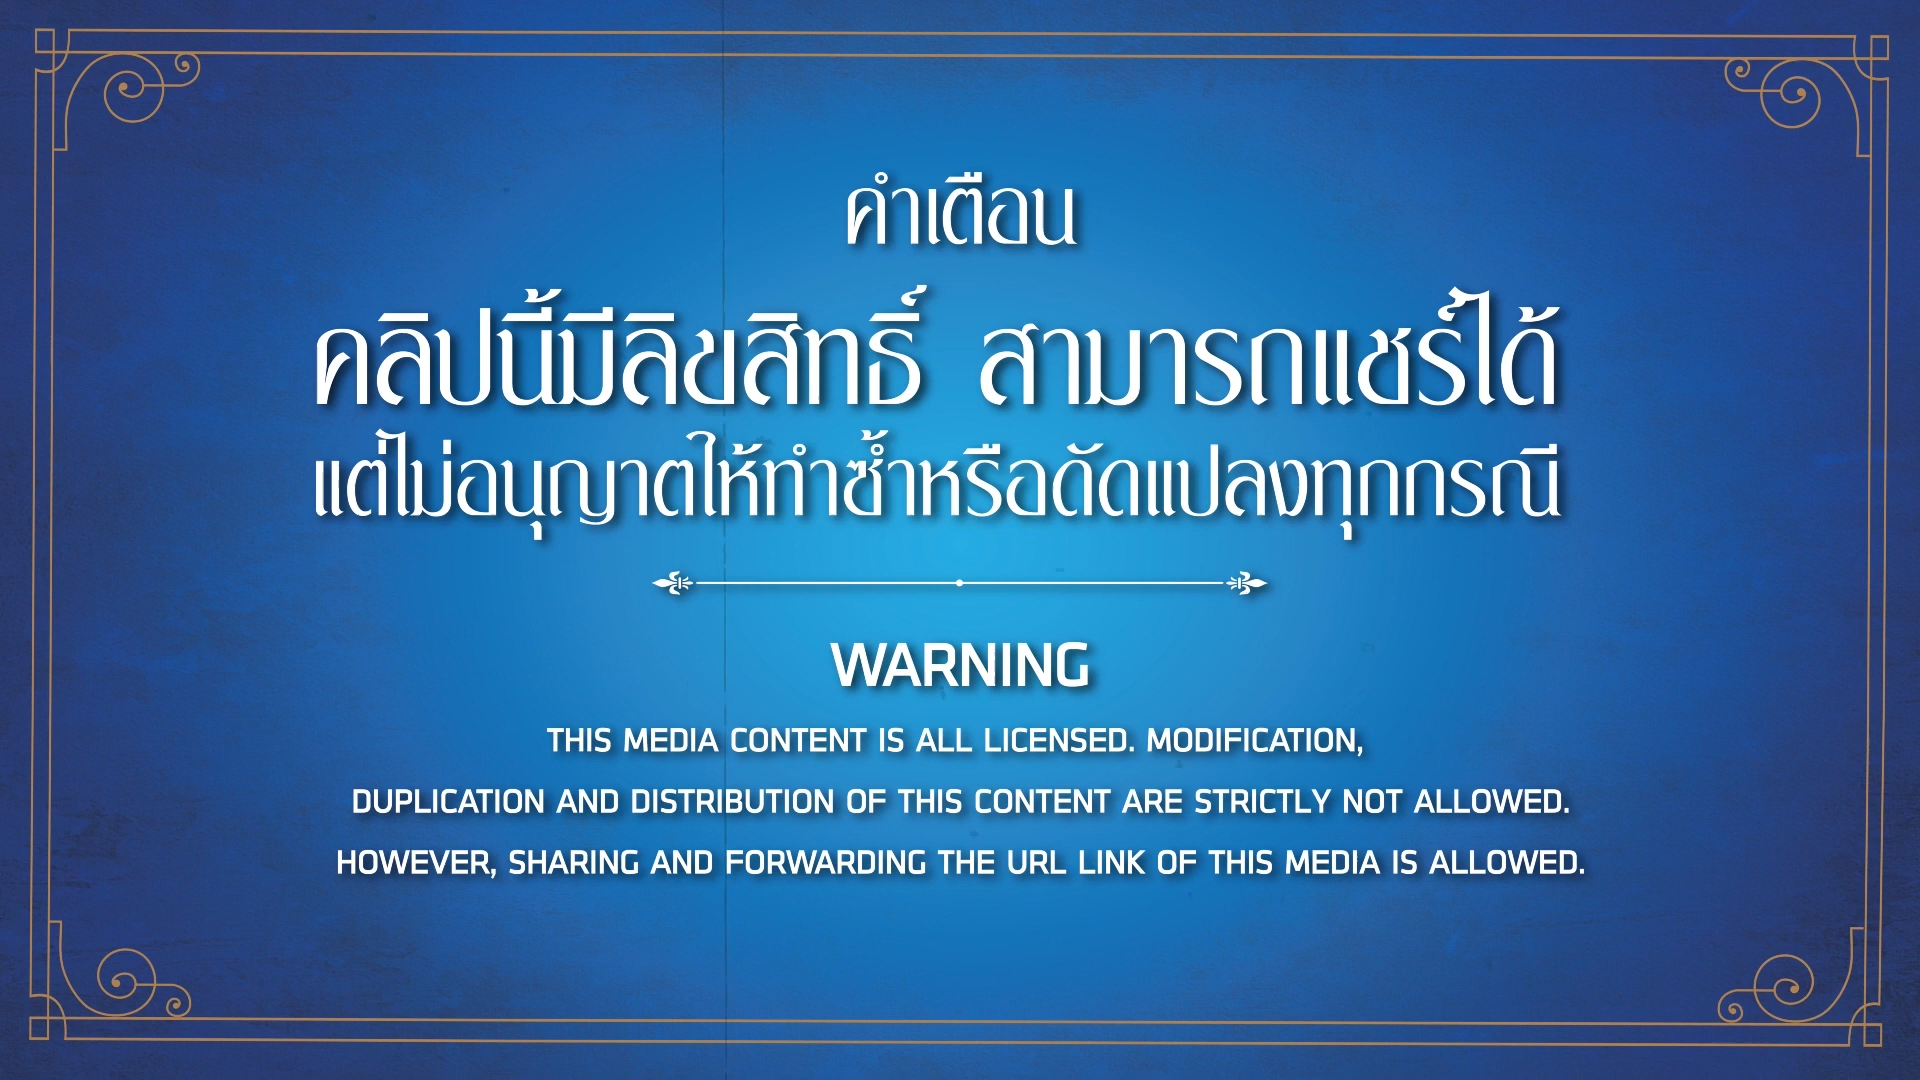 คำเตือน
คลิปนี้มีลิขสิทธิ์ สามารถแชร์ได้
แต่ไม่อนุญาตให้ทำซ้ำหรือดัดแปลงทุกกรณี
WARNING
THIS MEDIA CONTENT IS ALL LICENSED. MODIFICATION,
DUPLICATION AND DISTRIBUTION OF THIS CONTENT ARE STRICTLY NOT ALLOWED.
HOWEVER, SHARING AND FORWARDING THE URL LINK OF THIS MEDIA IS ALLOWED.